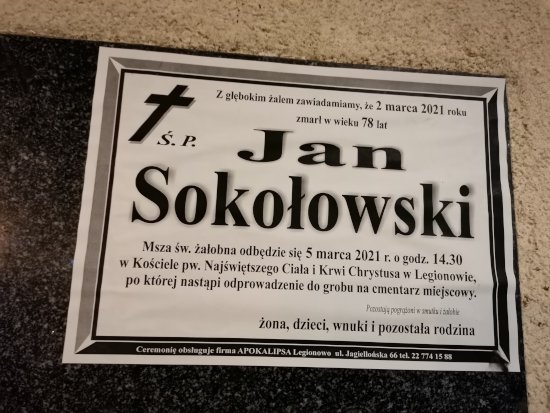 Z głębokim żalem zawiadamiamy, że 2 marca 2021 roku
zmarł w wieku 78 lat
Ś. P.
Jan
Sokołowski
Msza św. żałobna odbędzie się 5 marca 2021 r. o godz. 14.30
w Kościele pw. Najświętszego Ciała i Krwi Chrystusa w Legionowie,
po której nastąpi odprowadzenie do grobu na cmentarz miejscowy.
Pozostają pogrążeni w smutku i żałobie
żona, dzieci, wnuki i pozostała rodzina
Ceremonię obsługuje firma APOKALIPSA Legionowo ul. Jagiellońska 66 tel. 22 774 15 88